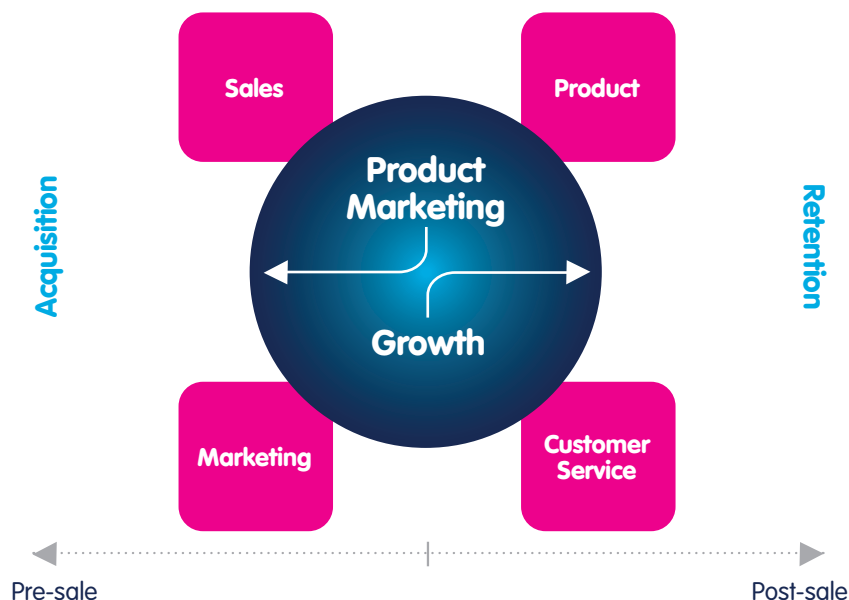 Sales
Product
Product
Marketing
Acquisition
Retention
Growth
Marketing
Customer
Service
Pre-sale
Post-sale